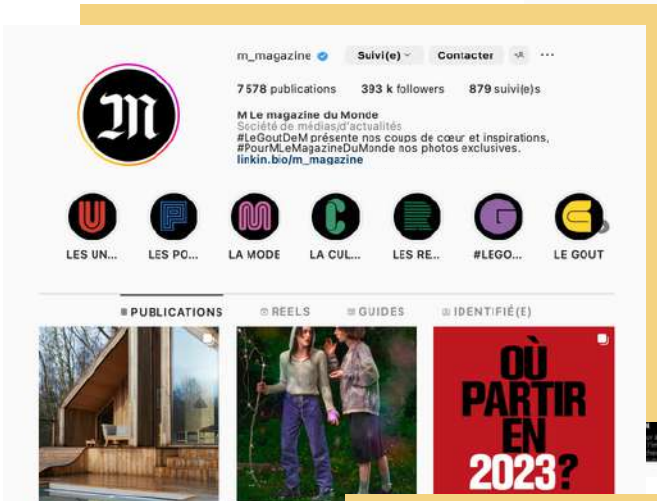 m_magazine Suivi(e) Contacter
7 578 publications 393 k followers 879 suivi(e)s
M Le magazine du Monde
Société de médias/d'actualités
#LeGoutDeM présente nos coups de cœur et inspirations,
#PourMLeMagazineDuMonde nos photos exclusives.
linkin.bio/m_magazine
M
U P M C R G
LES UN... LES PO... LA MODE LA CUL... LES RE... #LEGO... LE GOUT
PUBLICATIONS REELS GUIDES IDENTIFIÉ(E)
OÙ
PARTIR
EN
2023?